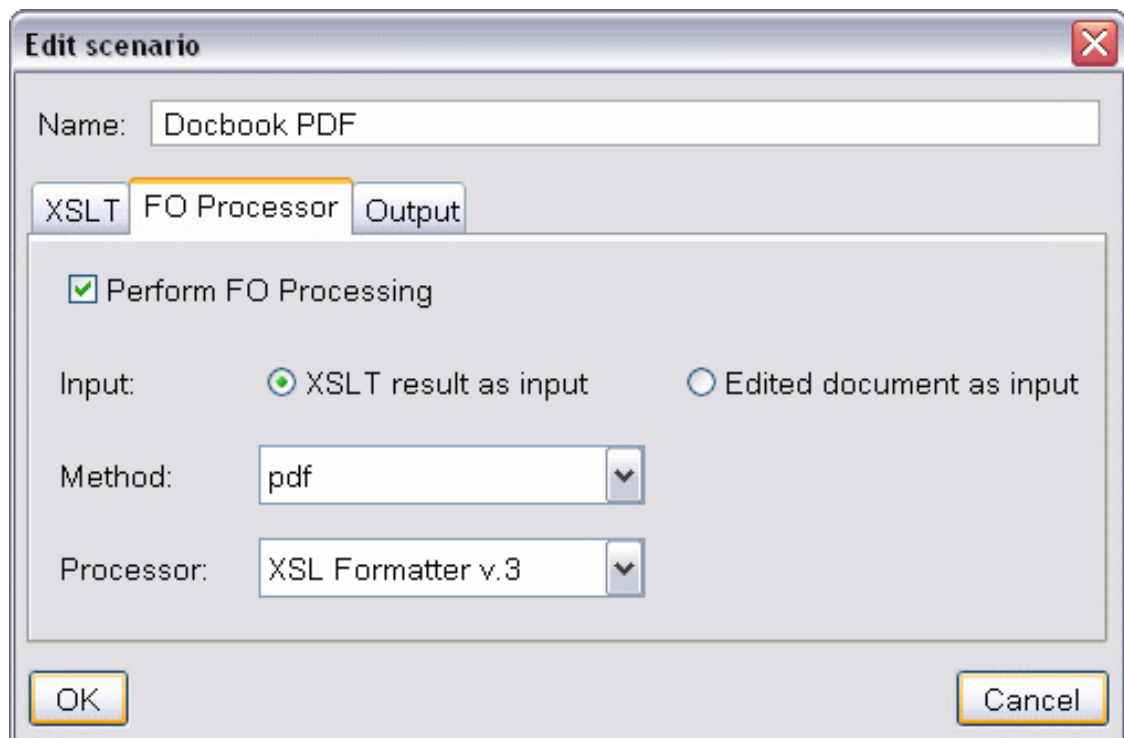 Edit scenario
Name: Docbook PDF
XSLT FO Processor Output
Perform FO Processing
Input: XSLT result as input Edited document as input
Method: pdf
Processor: XSL Formatter v.3
OK Cancel